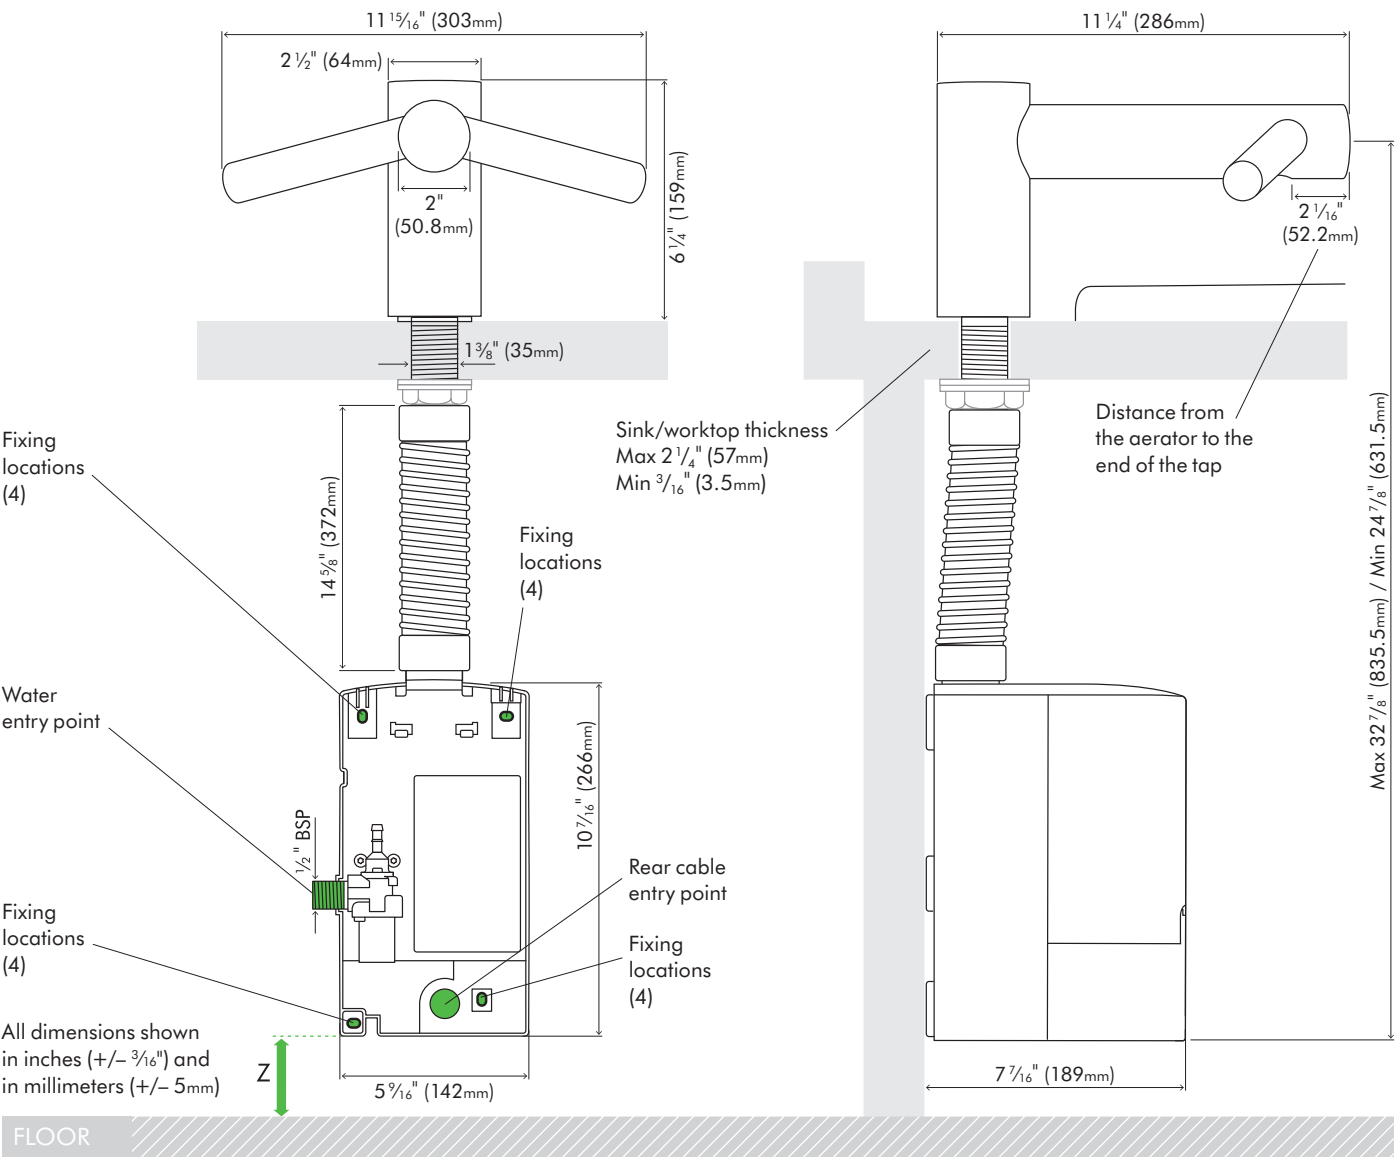 11 15/16" (303mm)
2 1/2" (64mm)
2"
(50.8mm)
6 1/4" (159mm)
1 3/8" (35mm)
11 1/4" (286mm)
2 1/16"
(52.2mm)
Sink/worktop thickness
Max 2 1/4" (57mm)
Min 3/16" (3.5mm)
Distance from
the aerator to the
end of the tap
Max 32 7/8" (835.5mm) / Min 24 7/8" (631.5mm)
Fixing
locations
(4)
14 5/8" (372mm)
Fixing
locations
(4)
Water
entry point
10 7/16" (266mm)
1/2" BSP
Rear cable
entry point
Fixing
locations
(4)
Fixing
locations
(4)
All dimensions shown
in inches (+/– 3/16") and
in millimeters (+/– 5mm)
Z
5 9/16" (142mm)
7 7/16" (189mm)
FLOOR